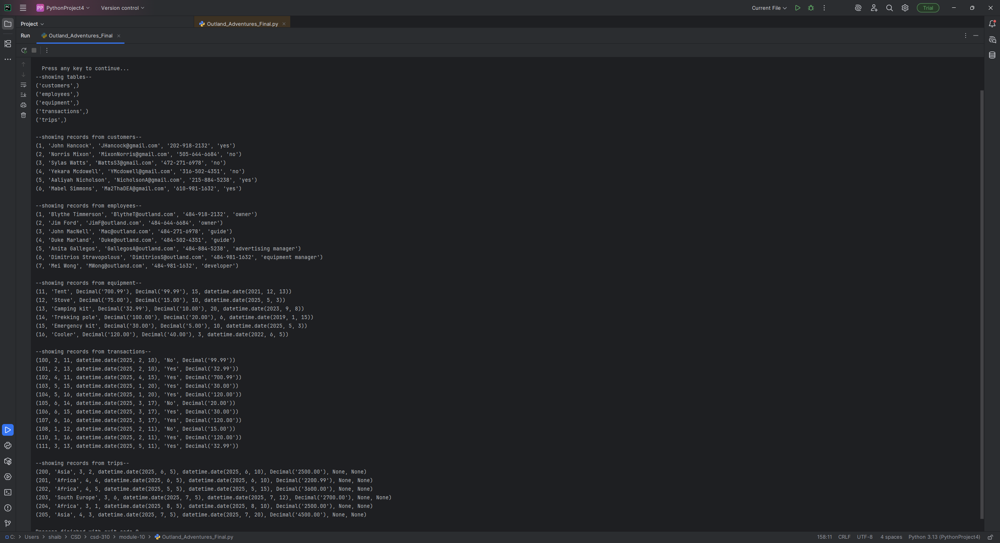 PC
PP PythonProject4 Version control Current File Trial
Project Outland_Adventures_Final.py
Run Outland_Adventures_Final
Press any key to continue...
--showing tables--
('customers',)
('employees',)
('equipment',)
('transactions',)
('trips',)
--showing records from customers--
(1, 'John Hancock', 'JHancock@gmail.com', '202-918-2132', 'yes')
(2, 'Norris Mixon', 'MixonNorris@gmail.com', '505-644-6684', 'no')
(3, 'Sylas Watts', 'WattsS3@gmail.com', '472-271-6978', 'no')
(4, 'Yekara Mcdowell', 'YMcdowell@gmail.com', '316-502-4351', 'no')
(5, 'Aaliyah Nicholson', 'NicholsonA@gmail.com', '215-884-5238', 'yes')
(6, 'Mabel Simmons', 'Ma2ThaDEA@gmail.com', '610-981-1632', 'yes')
--showing records from employees--
(1, 'Blythe Timmerson', 'BlytheT@outland.com', '484-918-2132', 'owner')
(2, 'Jim Ford', 'JimF@outland.com', '484-644-6684', 'owner')
(3, 'John MacNell', 'Mac@outland.com', '484-271-6978', 'guide')
(4, 'Duke Marland', 'Duke@outland.com', '484-502-4351', 'guide')
(5, 'Anita Gallegos', 'GallegosA@outland.com', '484-884-5238', 'advertising manager')
(6, 'Dimitrios Stravopolous', 'DimitriosS@outland.com', '484-981-1632', 'equipment manager')
(7, 'Mei Wong', 'MWong@outland.com', '484-981-1632', 'developer')
--showing records from equipment--
(11, 'Tent', Decimal('700.99'), Decimal('99.99'), 15, datetime.date(2021, 12, 13))
(12, 'Stove', Decimal('75.00'), Decimal('15.00'), 10, datetime.date(2025, 5, 3))
(13, 'Camping kit', Decimal('32.99'), Decimal('10.00'), 20, datetime.date(2023, 9, 8))
(14, 'Trekking pole', Decimal('100.00'), Decimal('20.00'), 6, datetime.date(2019, 1, 15))
(15, 'Emergency kit', Decimal('30.00'), Decimal('5.00'), 10, datetime.date(2025, 5, 3))
(16, 'Cooler', Decimal('120.00'), Decimal('40.00'), 3, datetime.date(2022, 6, 5))
--showing records from transactions--
(100, 2, 11, datetime.date(2025, 2, 10), 'No', Decimal('99.99'))
(101, 2, 13, datetime.date(2025, 2, 10), 'Yes', Decimal('32.99'))
(102, 4, 11, datetime.date(2025, 4, 15), 'Yes', Decimal('700.99'))
(103, 5, 15, datetime.date(2025, 1, 20), 'Yes', Decimal('30.00'))
(104, 5, 16, datetime.date(2025, 1, 20), 'Yes', Decimal('120.00'))
(105, 6, 14, datetime.date(2025, 3, 17), 'No', Decimal('20.00'))
(106, 6, 15, datetime.date(2025, 3, 17), 'Yes', Decimal('30.00'))
(107, 6, 16, datetime.date(2025, 3, 17), 'Yes', Decimal('120.00'))
(108, 1, 12, datetime.date(2025, 2, 11), 'No', Decimal('15.00'))
(110, 1, 16, datetime.date(2025, 2, 11), 'Yes', Decimal('120.00'))
(111, 3, 13, datetime.date(2025, 5, 11), 'Yes', Decimal('32.99'))
--showing records from trips--
(200, 'Asia', 3, 2, datetime.date(2025, 6, 5), datetime.date(2025, 6, 10), Decimal('2500.00'), None, None)
(201, 'Africa', 4, 4, datetime.date(2025, 6, 5), datetime.date(2025, 6, 10), Decimal('2200.99'), None, None)
(202, 'Africa', 4, 5, datetime.date(2025, 5, 5), datetime.date(2025, 5, 15), Decimal('3600.00'), None, None)
(203, 'South Europe', 3, 6, datetime.date(2025, 7, 5), datetime.date(2025, 7, 12), Decimal('2700.00'), None, None)
(204, 'Africa', 3, 1, datetime.date(2025, 8, 5), datetime.date(2025, 8, 10), Decimal('2500.00'), None, None)
(205, 'Asia', 4, 3, datetime.date(2025, 7, 5), datetime.date(2025, 7, 20), Decimal('4500.00'), None, None)
Process finished with exit code 0
C: > Users > shaib > CSD > csd-310 > module-10 > Outland_Adventures_Final.py 158:11 CRLF UTF-8 4 spaces Python 3.13 (PythonProject4)